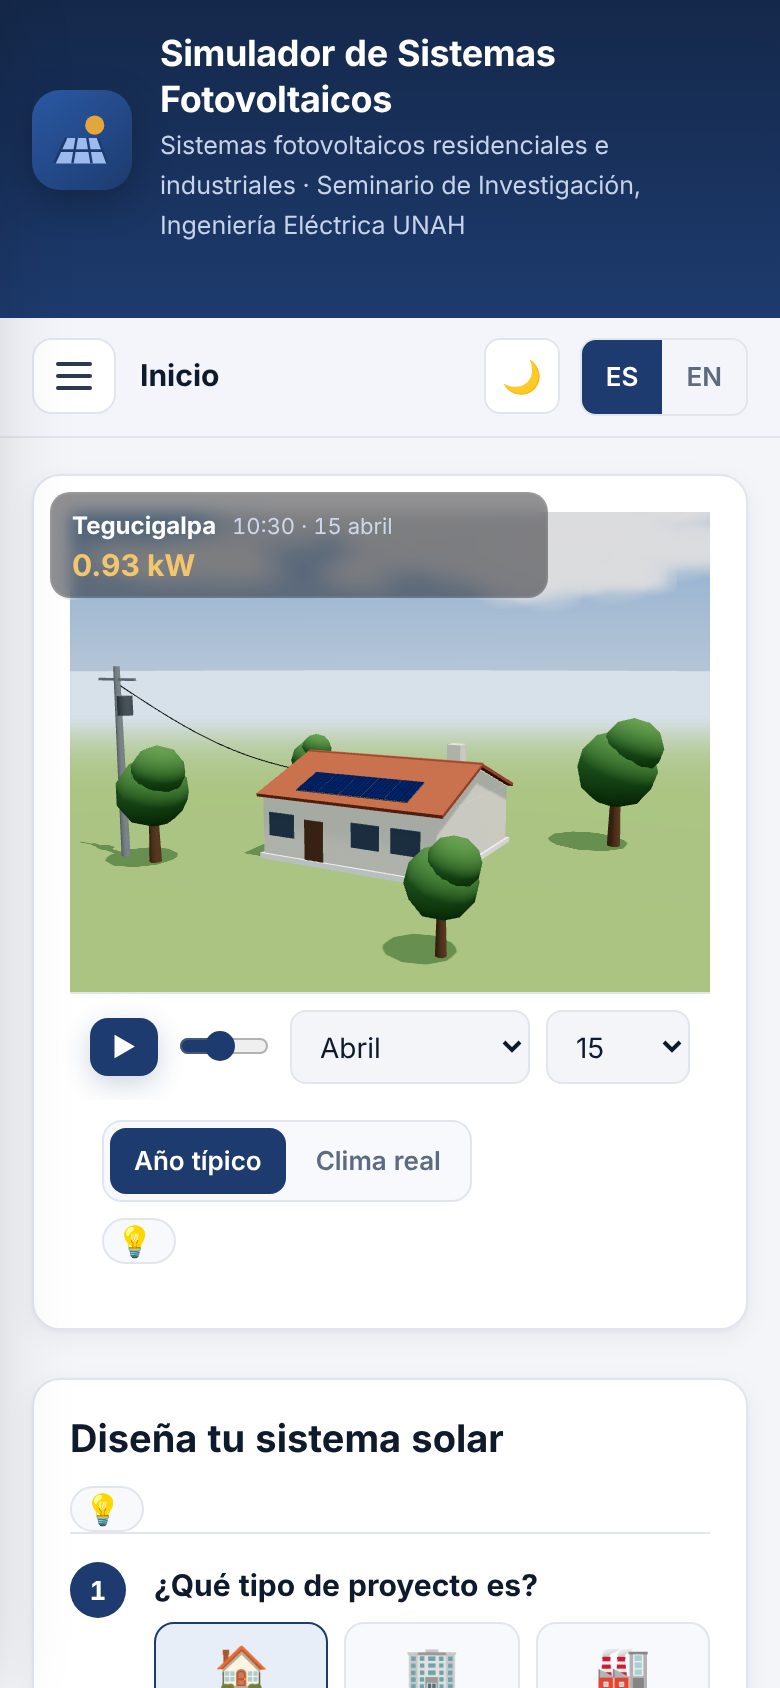 Simulador de Sistemas
Fotovoltaicos
Sistemas fotovoltaicos residenciales e
industriales · Seminario de Investigación,
Ingeniería Eléctrica UNAH
Inicio
ES EN
Tegucigalpa 10:30 · 15 abril
0.93 kW
Abril 15
Año típico Clima real
Diseña tu sistema solar
1 ¿Qué tipo de proyecto es?